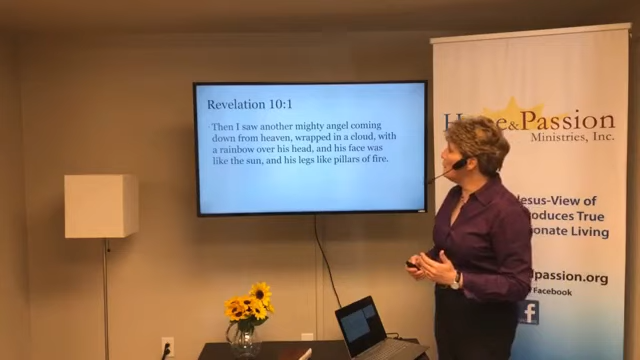 Revelation 10:1
Then I saw another mighty angel coming
down from heaven, wrapped in a cloud, with
a rainbow over his head, and his face was
like the sun, and his legs like pillars of fire.
&Passion
Ministries, Inc.
Jesus-View of
True
Living
passion.org
Facebook
f